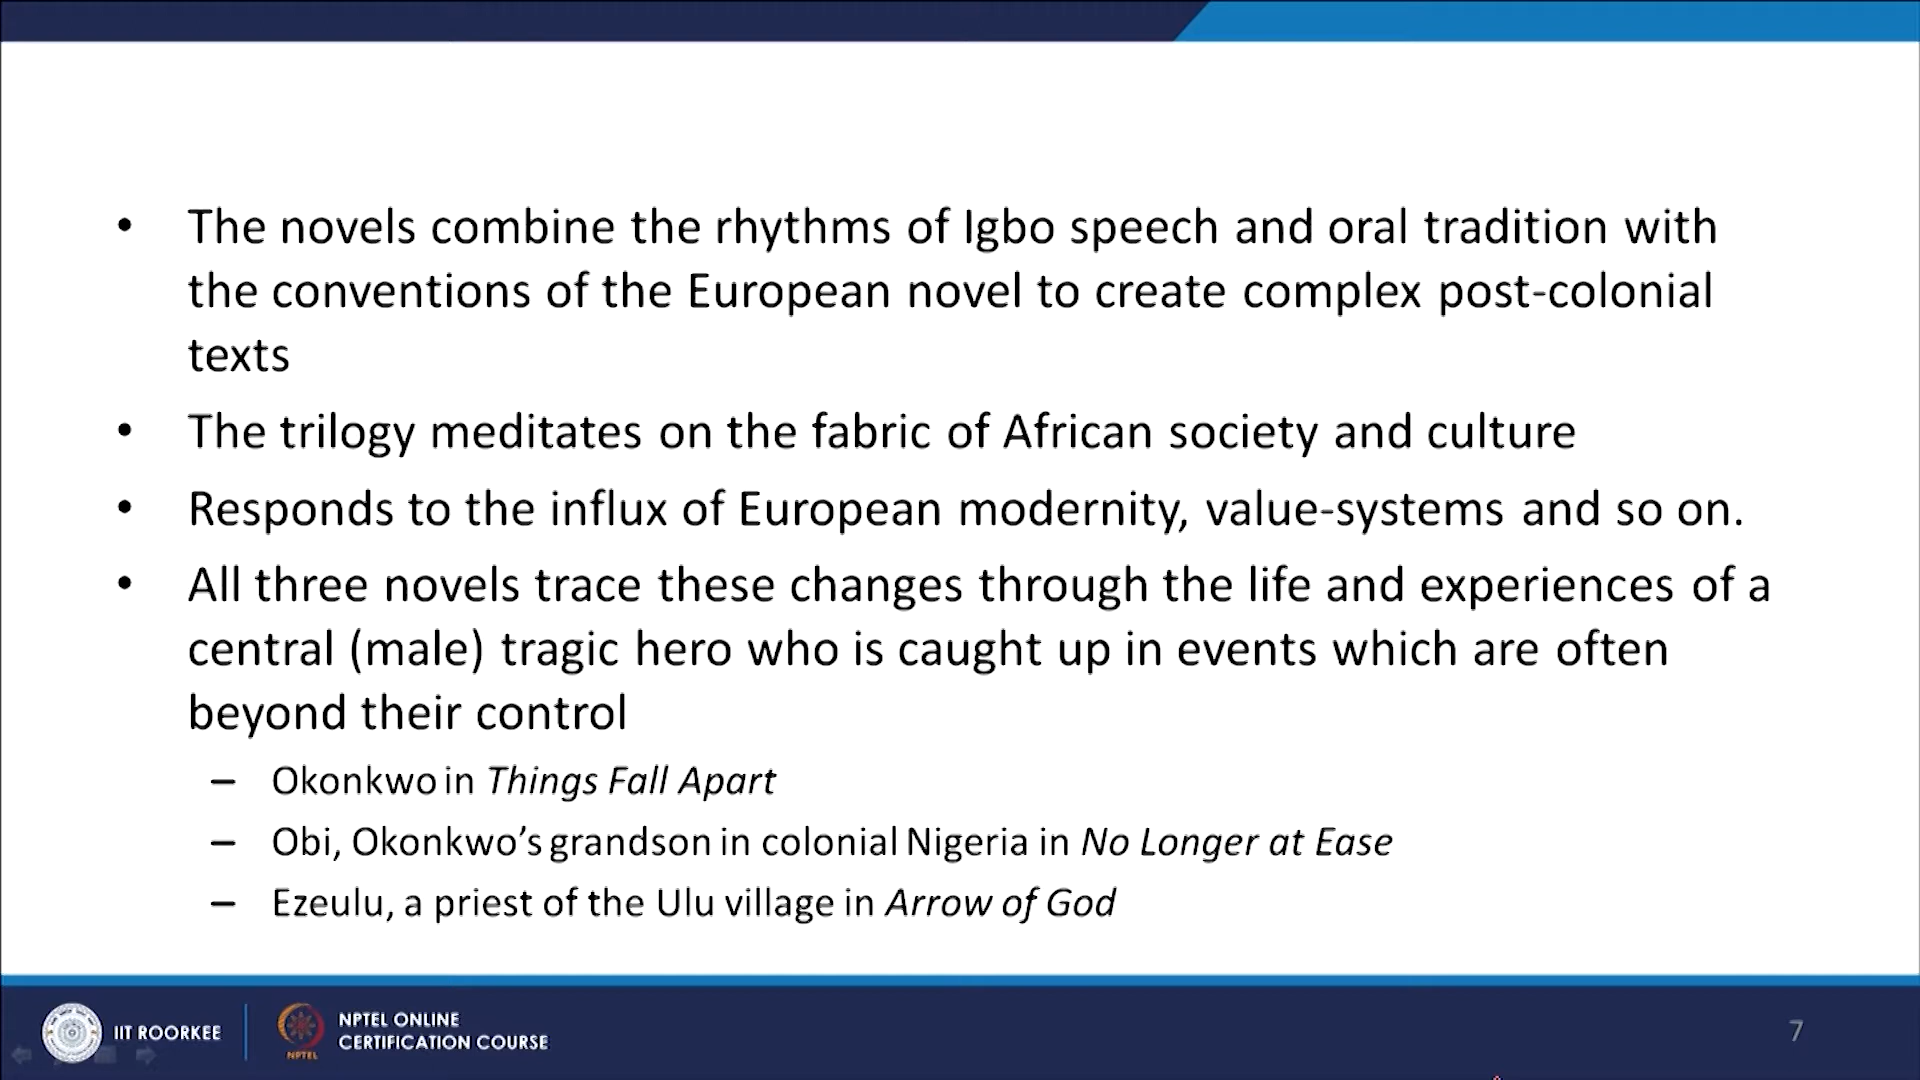 • The novels combine the rhythms of Igbo speech and oral tradition with
the conventions of the European novel to create complex post-colonial
texts
• The trilogy meditates on the fabric of African society and culture
• Responds to the influx of European modernity, value-systems and so on.
• All three novels trace these changes through the life and experiences of a
central (male) tragic hero who is caught up in events which are often
beyond their control
– Okonkwo in Things Fall Apart
– Obi, Okonkwo’s grandson in colonial Nigeria in No Longer at Ease
– Ezeulu, a priest of the Ulu village in Arrow of God
IIT ROORKEE
NPTEL
NPTEL ONLINE
CERTIFICATION COURSE
7